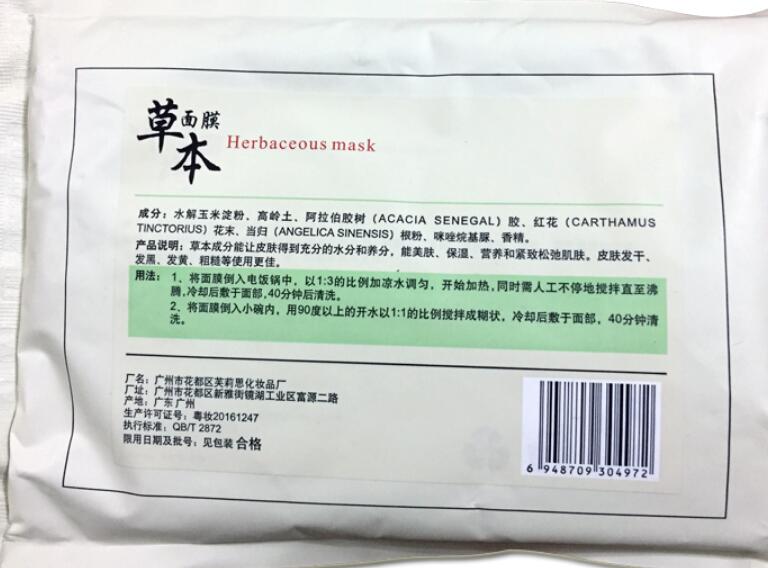 草本面膜 Herbaceous mask
成分：水解玉米淀粉、高岭土、阿拉伯胶树（ACACIA SENEGAL）胶、红花（CARTHAMUS
TINCTORIUS）花末、当归（ANGELICA SINENSIS）根粉、咪唑烷基脲、香精。
产品说明：草本成分能让皮肤得到充分的水分和养分，能美肤、保湿、营养和紧致松弛肌肤。皮肤发干、
发黑、发黄、粗糙等使用更佳。
用法：1、将面膜倒入电饭锅中，以1:3的比例加凉水调匀，开始加热,同时需人工不停地搅拌直至沸
腾,冷却后敷于面部,40分钟后清洗。
2、将面膜倒入小碗内，用90度以上的开水以1:1的比例搅拌成糊状，冷却后敷于面部，40分钟清
洗。
厂名：广州市花都区芙莉思化妆品厂
厂址：广州市花都区新雅街镜湖工业区富源二路
产地：广东 广州
生产许可证号：粤妆20161247
执行标准：QB/T 2872
限用日期及批号：见包装 合格
6 948709 304972